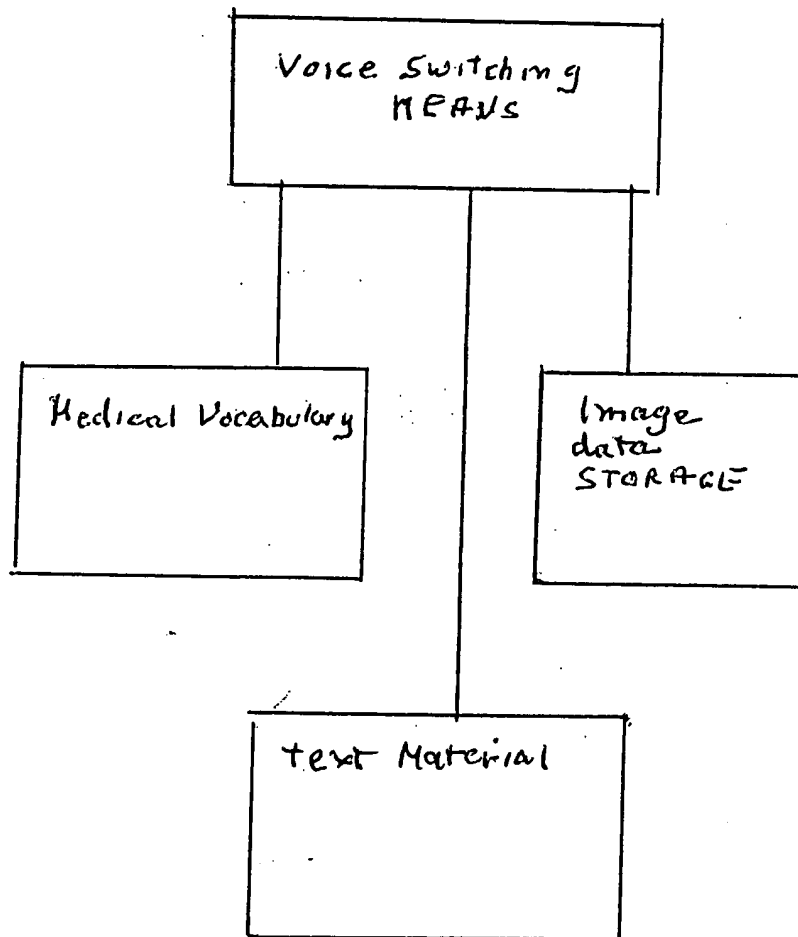 Voice Switching
MEANS
Medical Vocabulary
Image
data
STORAGE
text Material